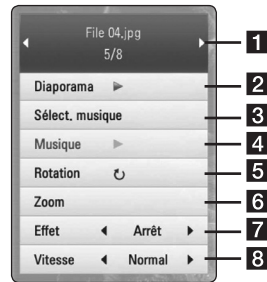 File 04.jpg 1
5/8
Diaporama 2
Sélect. musique 3
Musique 4
Rotation 5
Zoom 6
Effet Arrêt 7
Vitesse Normal 8